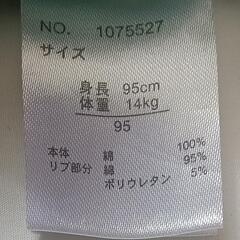 NO. 1075527
サイズ
身長 95cm
体重 14kg
95
本体 綿 100%
リブ部分 綿 95%
ポリウレタン 5%